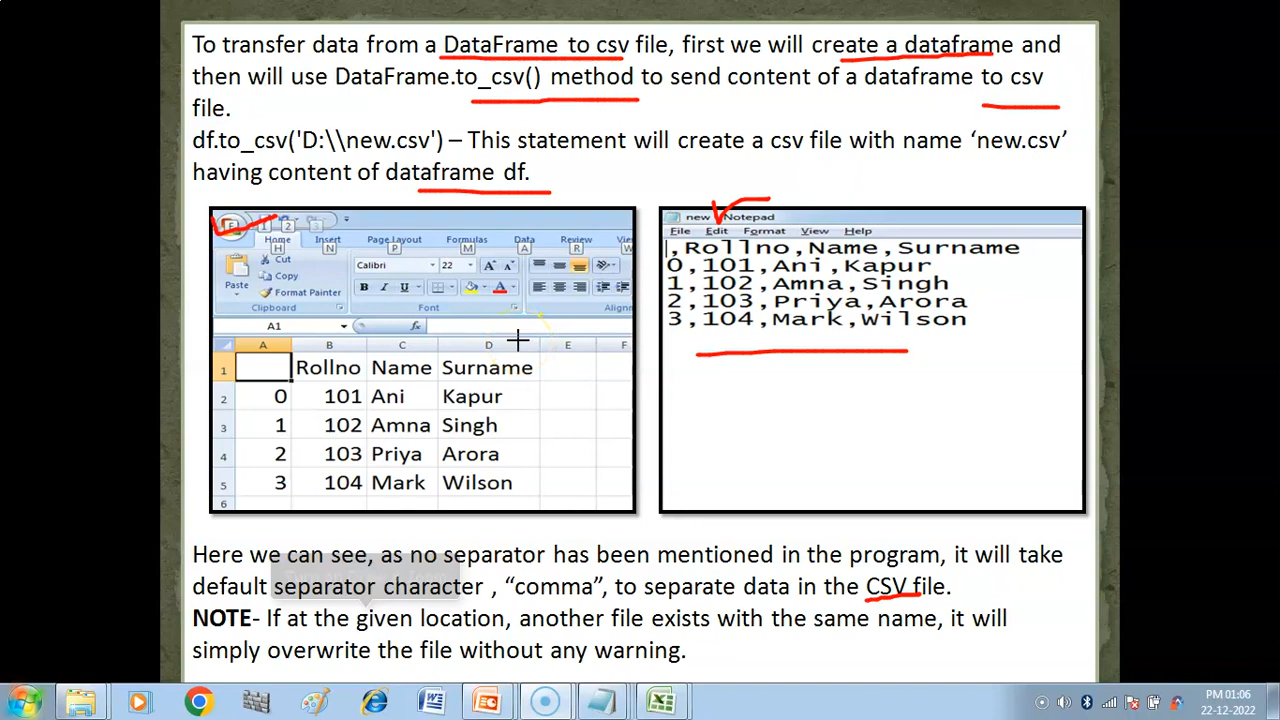 To transfer data from a DataFrame to csv file, first we will create a dataframe and
then will use DataFrame.to_csv() method to send content of a dataframe to csv
file.
df.to_csv('D:\\new.csv') – This statement will create a csv file with name ‘new.csv’
having content of dataframe df.
F 1 2 3
Home Insert Page Layout Formulas Data Review View
H N P M A R W
Cut
Copy
Paste Format Painter
Calibri 22 A A
B I U A
Clipboard Font Alignm
A1 fx
A B C D E F
1 Rollno Name Surname
2 0 101 Ani Kapur
3 1 102 Amna Singh
4 2 103 Priya Arora
5 3 104 Mark Wilson
6
new - Notepad
File Edit Format View Help
,Rollno,Name,Surname
0,101,Ani,Kapur
1,102,Amna,Singh
2,103,Priya,Arora
3,104,Mark,Wilson
Here we can see, as no separator has been mentioned in the program, it will take
default separator character , “comma”, to separate data in the CSV file.
NOTE- If at the given location, another file exists with the same name, it will
simply overwrite the file without any warning.
PM 01:06
22-12-2022